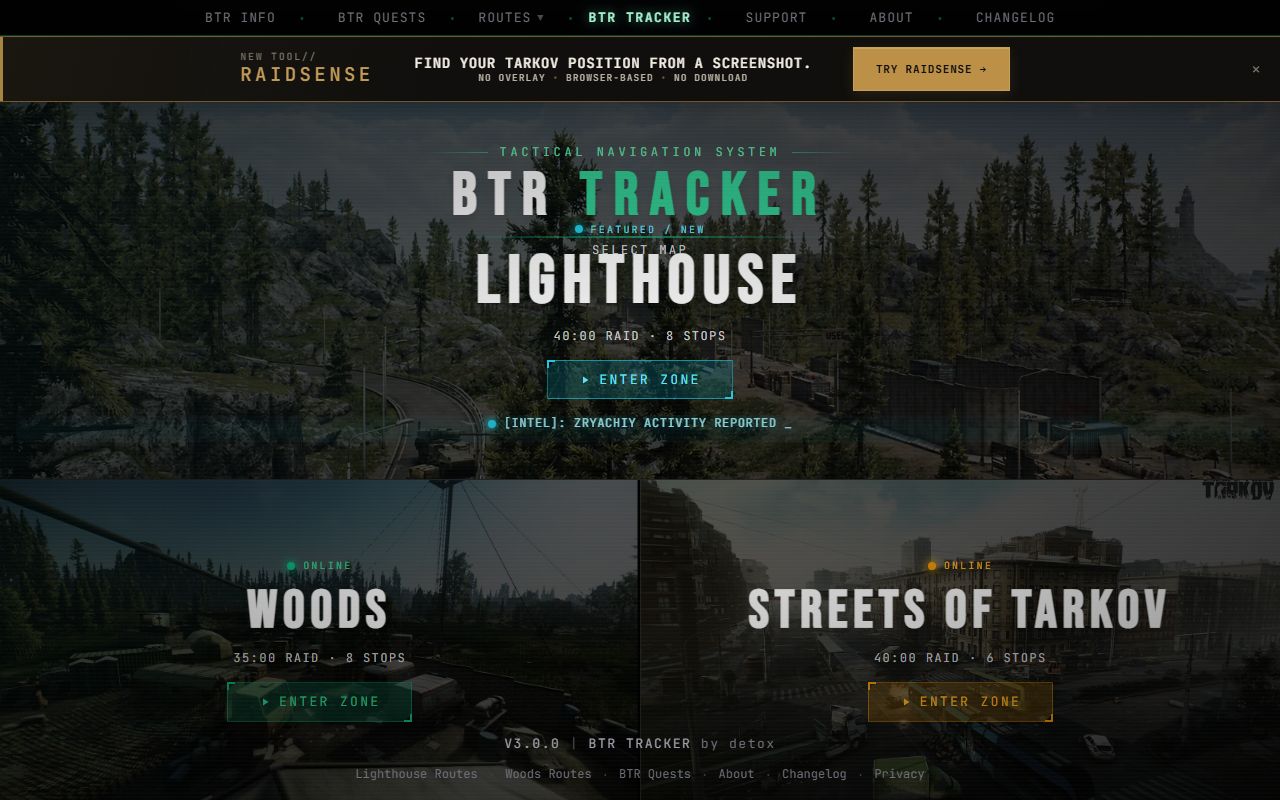 BTR INFO · BTR QUESTS · ROUTES ▼ · BTR TRACKER · SUPPORT · ABOUT · CHANGELOG
NEW TOOL//
RAIDSENSE
FIND YOUR TARKOV POSITION FROM A SCREENSHOT.
NO OVERLAY · BROWSER-BASED · NO DOWNLOAD
TRY RAIDSENSE →
×
TACTICAL NAVIGATION SYSTEM
BTR TRACKER
FEATURED / NEW
SELECT MAP
LIGHTHOUSE
40:00 RAID · 8 STOPS
ENTER ZONE
[INTEL]: ZRYACHIY ACTIVITY REPORTED _
TARKOV
ONLINE
WOODS
35:00 RAID · 8 STOPS
ENTER ZONE
ONLINE
STREETS OF TARKOV
40:00 RAID · 6 STOPS
ENTER ZONE
V3.0.0 | BTR TRACKER by detox
Lighthouse Routes · Woods Routes · BTR Quests · About · Changelog · Privacy